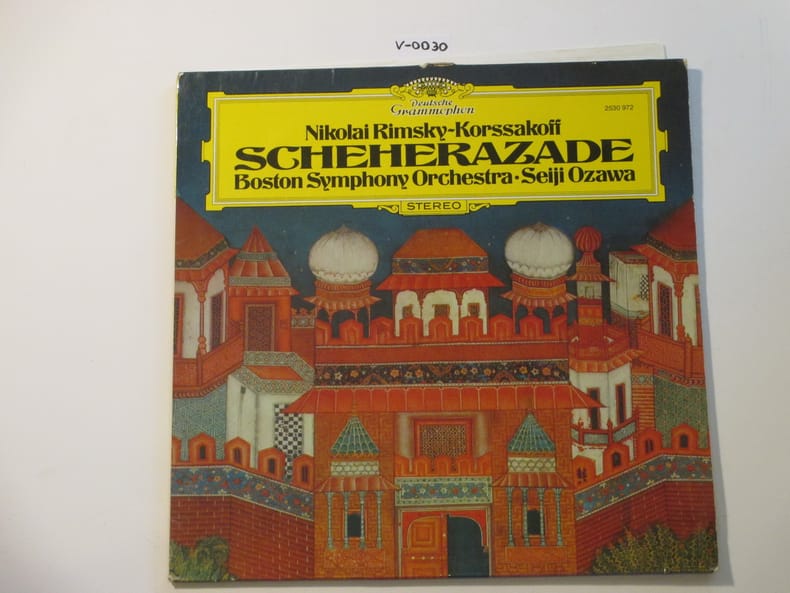 V-0030
Deutsche
Grammophon
2530 972
Nikolai Rimsky-Korssakoff
SCHEHERAZADE
Boston Symphony Orchestra·Seiji Ozawa
STEREO